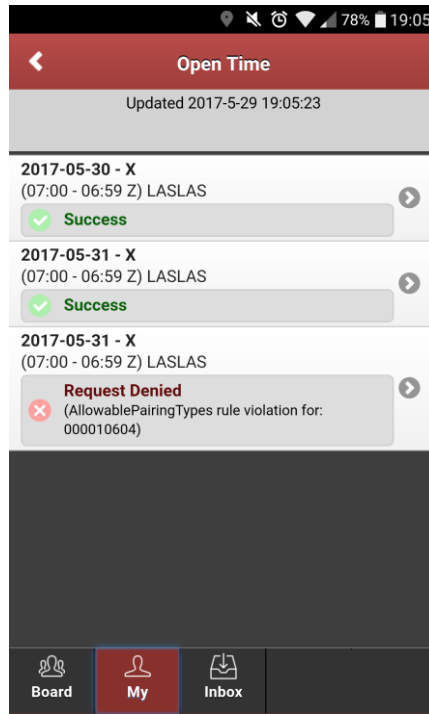 78% 19:05
Open Time
Updated 2017-5-29 19:05:23
2017-05-30 - X
(07:00 - 06:59 Z) LASLAS
Success
2017-05-31 - X
(07:00 - 06:59 Z) LASLAS
Success
2017-05-31 - X
(07:00 - 06:59 Z) LASLAS
Request Denied
(AllowablePairingTypes rule violation for:
000010604)
Board My Inbox